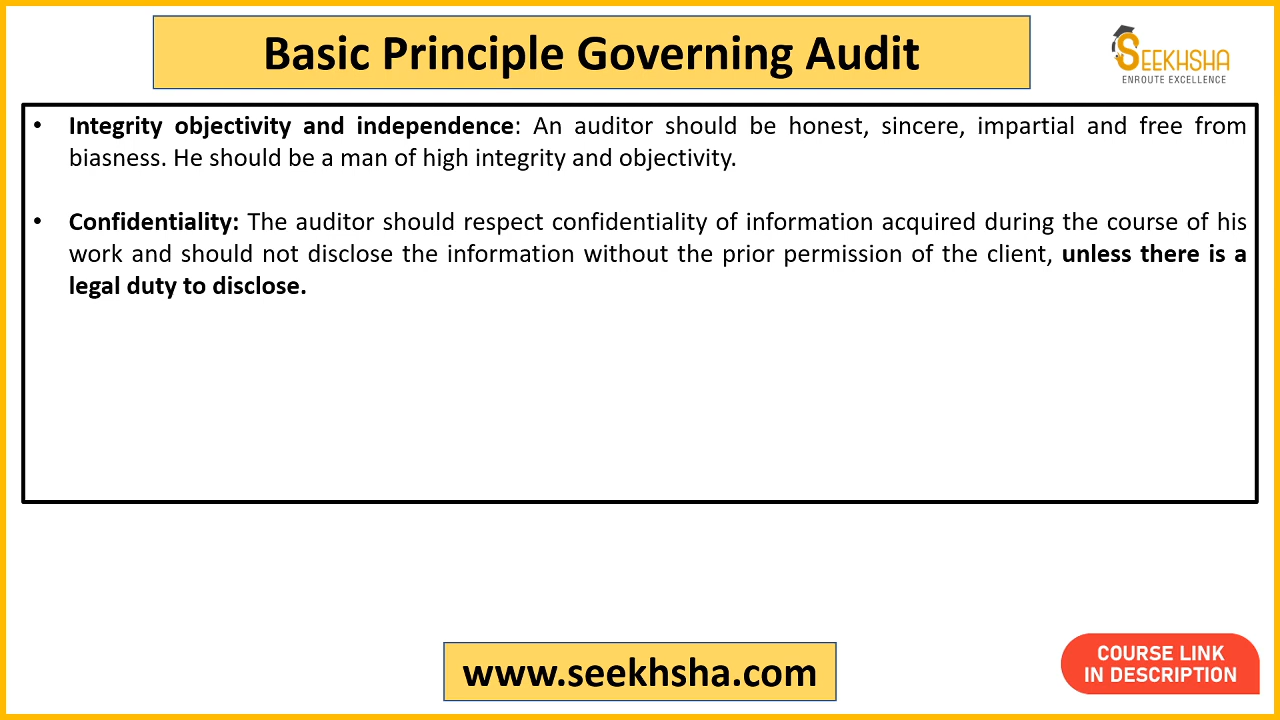 Basic Principle Governing Audit
SEEKHSHA
ENROUTE EXCELLENCE
• Integrity objectivity and independence: An auditor should be honest, sincere, impartial and free from
biasness. He should be a man of high integrity and objectivity.
• Confidentiality: The auditor should respect confidentiality of information acquired during the course of his
work and should not disclose the information without the prior permission of the client, unless there is a
legal duty to disclose.
www.seekhsha.com
COURSE LINK
IN DESCRIPTION